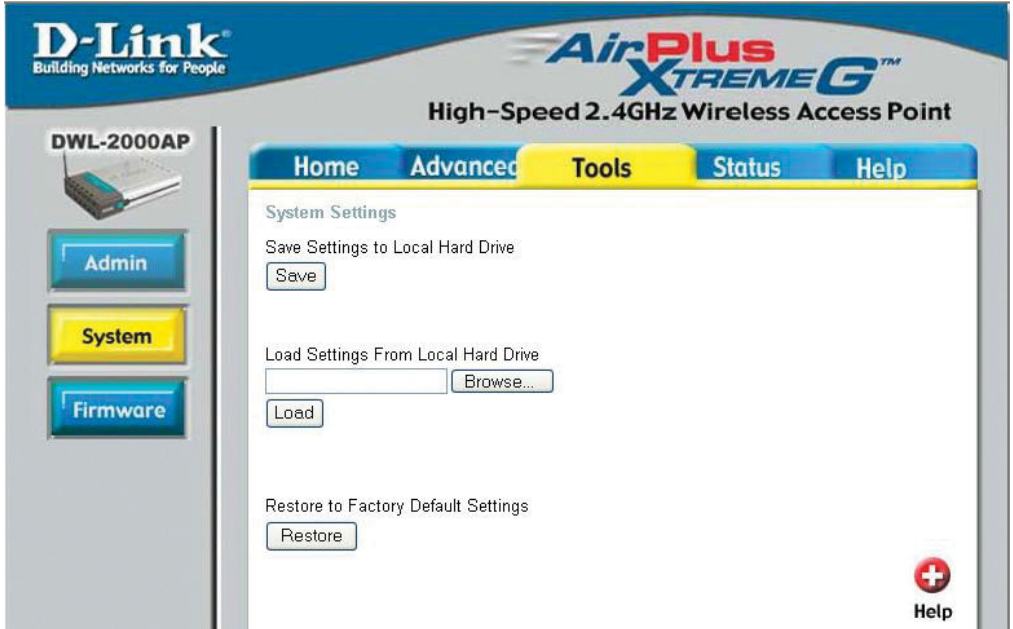 D-Link
Building Networks for People
AirPlus
XTREME G™
High-Speed 2.4GHz Wireless Access Point
DWL-2000AP
Home Advanced Tools Status Help
Admin
System
Firmware
System Settings
Save Settings to Local Hard Drive
Save
Load Settings From Local Hard Drive
Browse...
Load
Restore to Factory Default Settings
Restore
Help